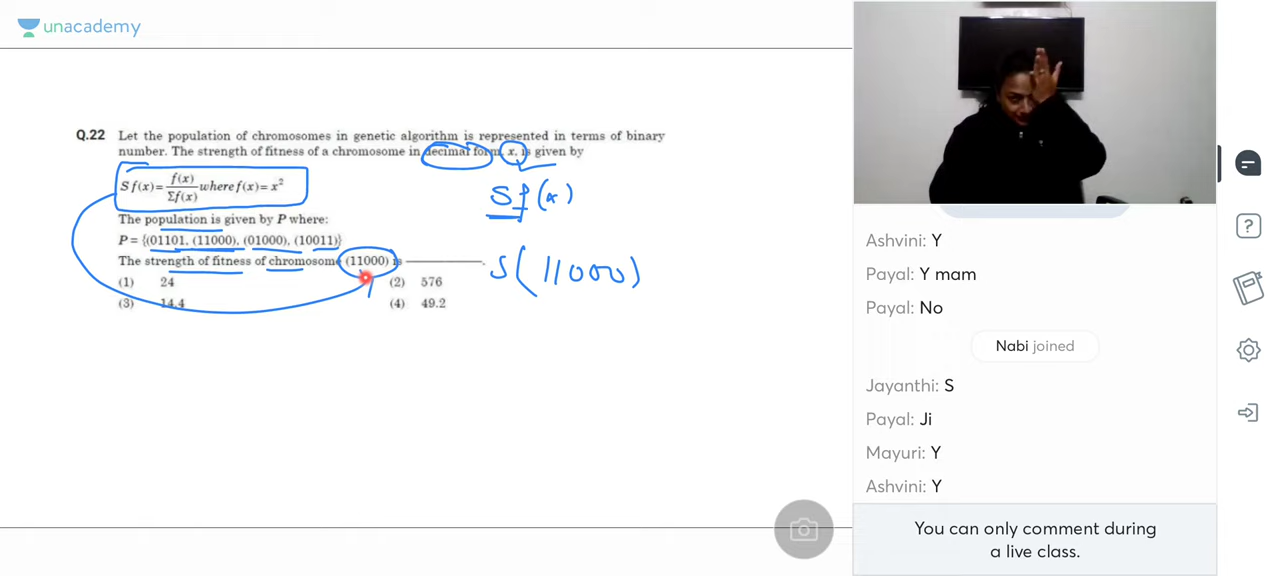 unacademy
Q.22 Let the population of chromosomes in genetic algorithm is represented in terms of binary
number. The strength of fitness of a chromosome in decimal form, x, is given by
S f(x) = f(x)/Σf(x) where f(x) = x²
S f (x)
The population is given by P where:
P = {(01101, (11000), (01000), (10011)}
The strength of fitness of chromosome (11000) is ________.
S(11000)
(1) 24 (2) 576
(3) 14.4 (4) 49.2
Ashvini: Y
Payal: Y mam
Payal: No
Nabi joined
Jayanthi: S
Payal: Ji
Mayuri: Y
Ashvini: Y
You can only comment during
a live class.